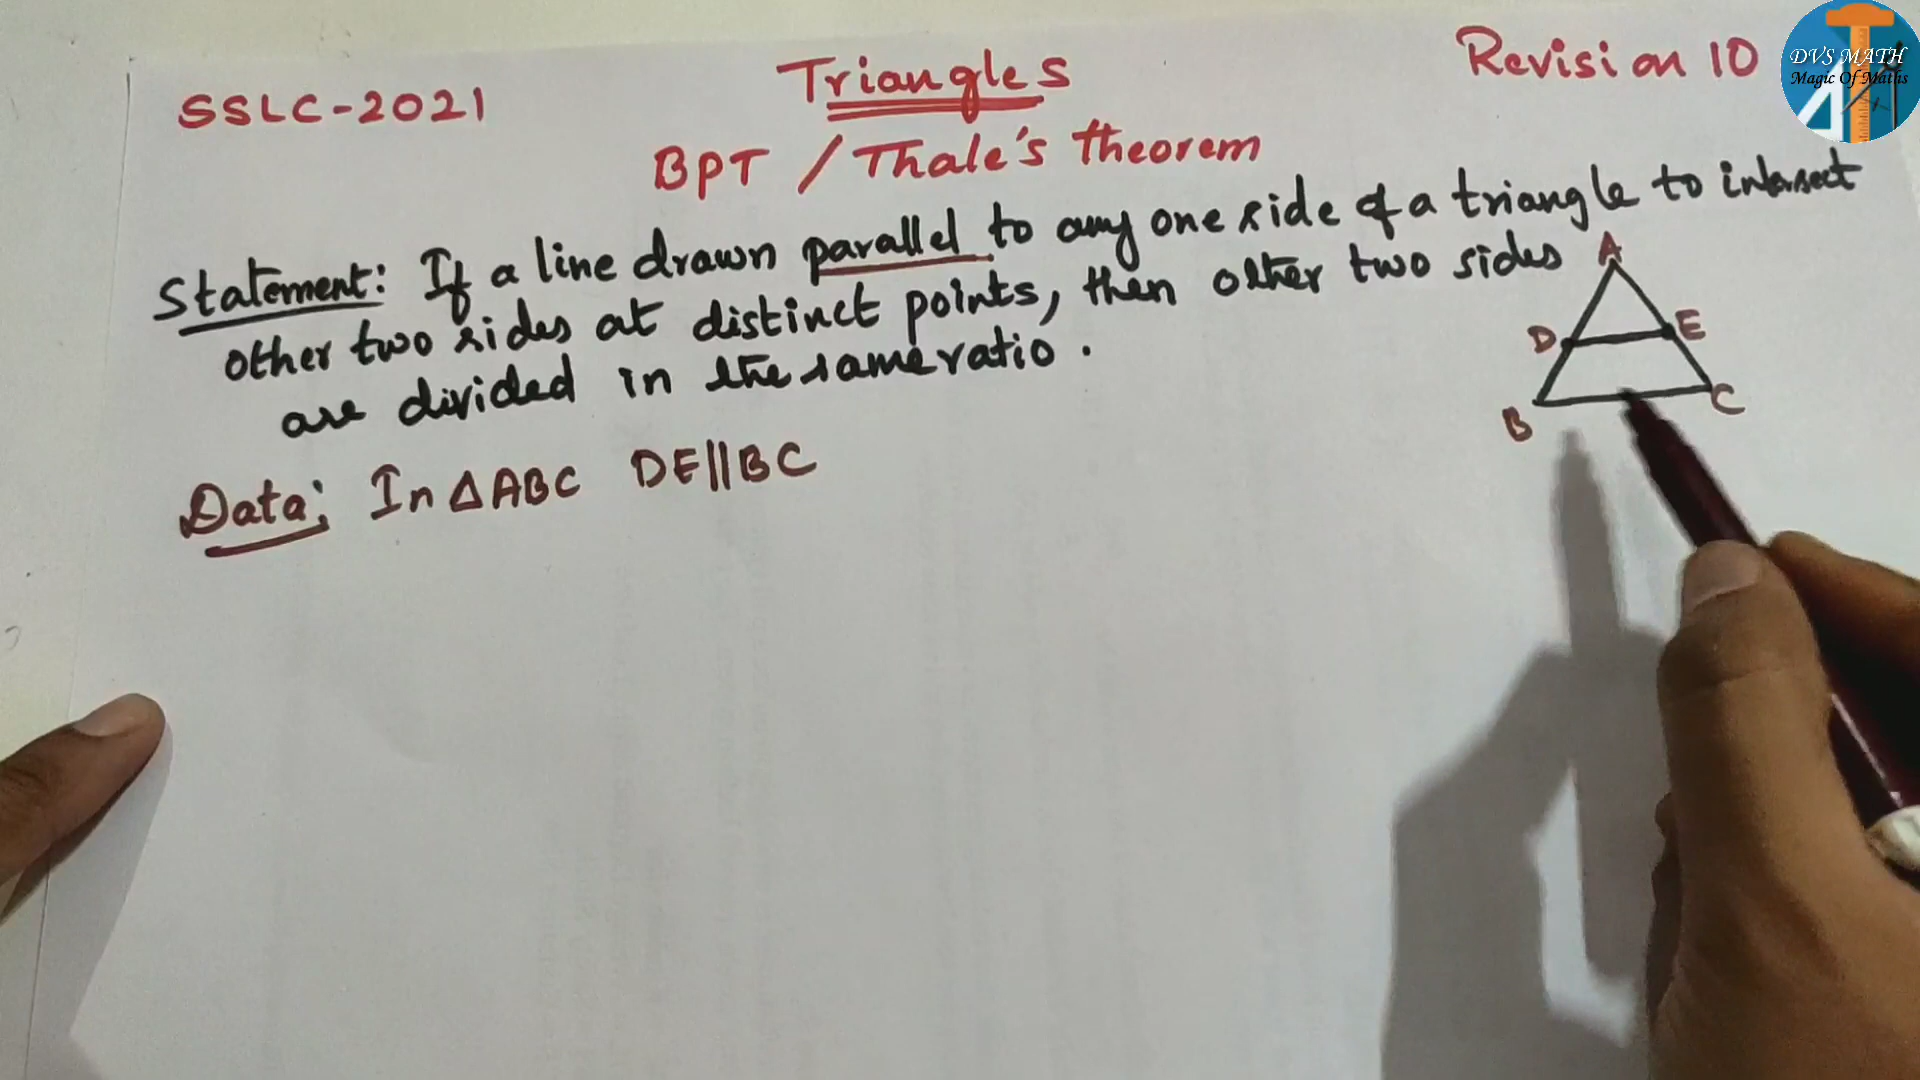 SSLC-2021
Triangles
Revision 10
DVS MATH
Magic Of Maths
BPT / Thale's theorem
Statement: If a line drawn parallel to any one side of a triangle to intersect
other two sides at distinct points, then other two sides
are divided in the same ratio.
A
D E
B C
Data: In △ABC DE||BC